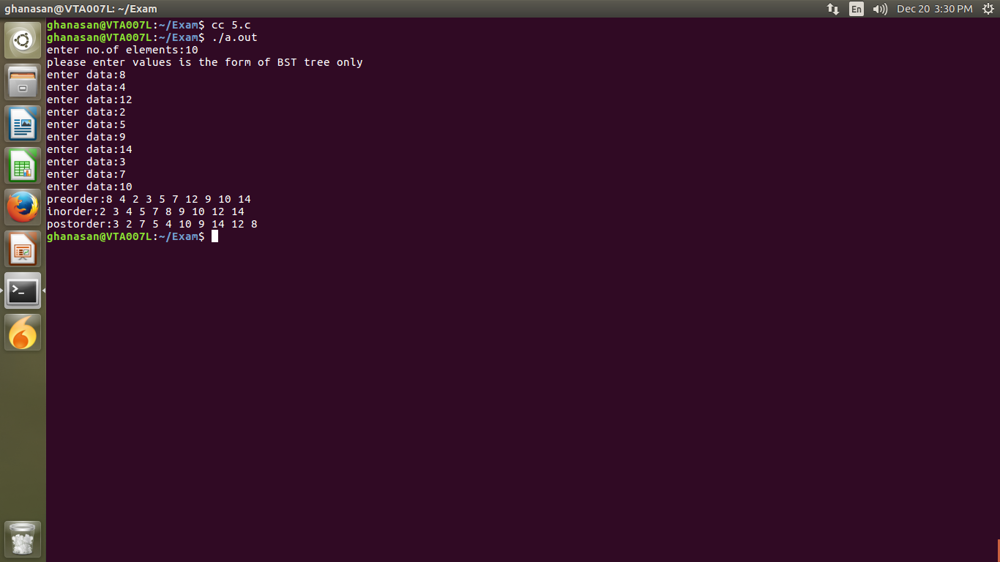 ghanasan@VTA007L: ~/Exam
En
Dec 20 3:30 PM
ghanasan@VTA007L:~/Exam$ cc 5.c
ghanasan@VTA007L:~/Exam$ ./a.out
enter no.of elements:10
please enter values is the form of BST tree only
enter data:8
enter data:4
enter data:12
enter data:2
enter data:5
enter data:9
enter data:14
enter data:3
enter data:7
enter data:10
preorder:8 4 2 3 5 7 12 9 10 14
inorder:2 3 4 5 7 8 9 10 12 14
postorder:3 2 7 5 4 10 9 14 12 8
ghanasan@VTA007L:~/Exam$